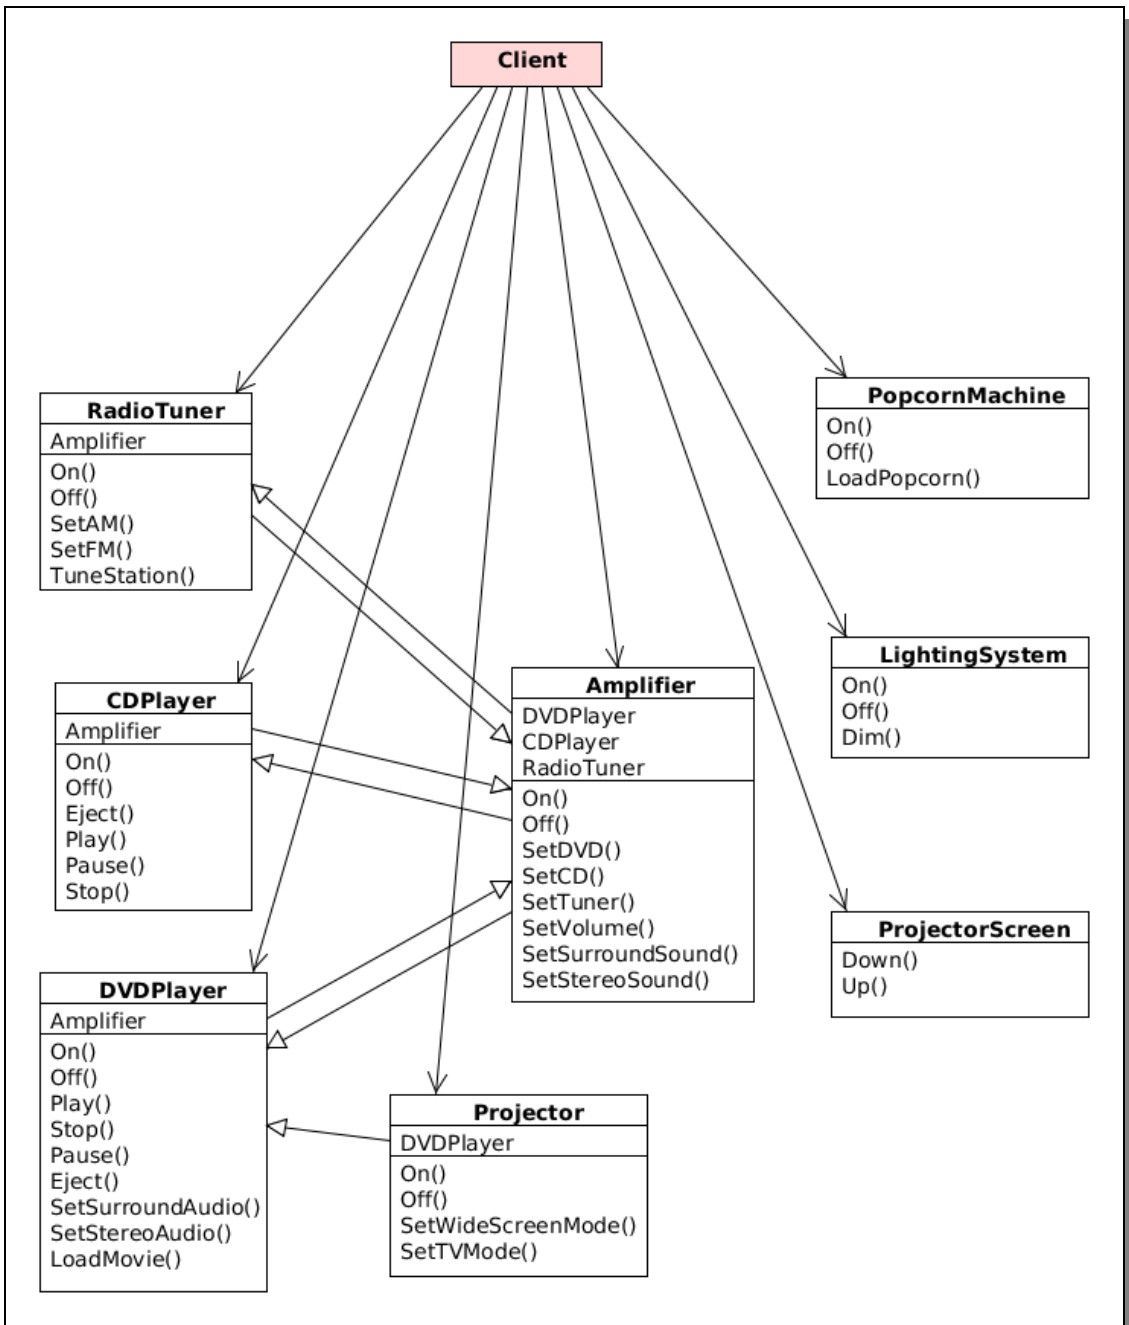 Client
RadioTuner
Amplifier
On()
Off()
SetAM()
SetFM()
TuneStation()
PopcornMachine
On()
Off()
LoadPopcorn()
CDPlayer
Amplifier
On()
Off()
Eject()
Play()
Pause()
Stop()
Amplifier
DVDPlayer
CDPlayer
RadioTuner
On()
Off()
SetDVD()
SetCD()
SetTuner()
SetVolume()
SetSurroundSound()
SetStereoSound()
LightingSystem
On()
Off()
Dim()
ProjectorScreen
Down()
Up()
DVDPlayer
Amplifier
On()
Off()
Play()
Stop()
Pause()
Eject()
SetSurroundAudio()
SetStereoAudio()
LoadMovie()
Projector
DVDPlayer
On()
Off()
SetWideScreenMode()
SetTVMode()